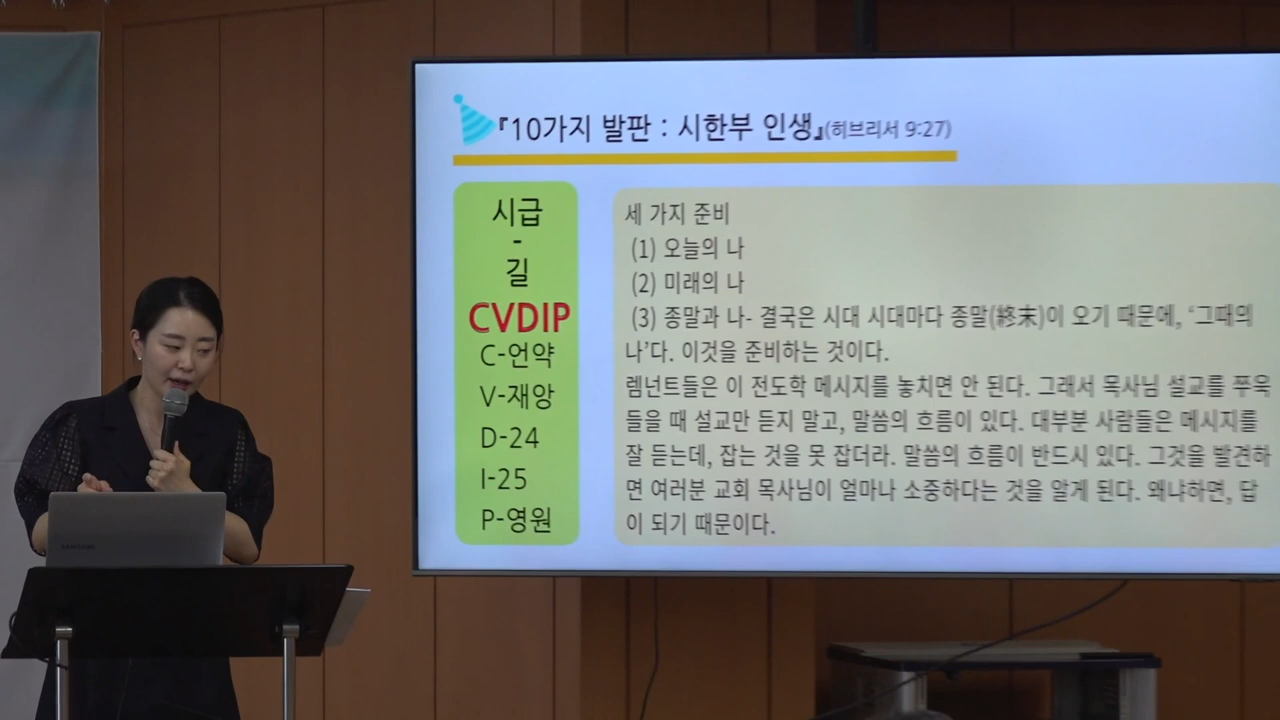 『10가지 발판 : 시한부 인생』(히브리서 9:27)
시급
-
길
CVDIP
C-언약
V-재앙
D-24
I-25
P-영원
세 가지 준비
(1) 오늘의 나
(2) 미래의 나
(3) 종말과 나- 결국은 시대 시대마다 종말(終末)이 오기 때문에, ‘그때의
나’다. 이것을 준비하는 것이다.
렘넌트들은 이 전도학 메시지를 놓치면 안 된다. 그래서 목사님 설교를 쭈욱
들을 때 설교만 듣지 말고, 말씀의 흐름이 있다. 대부분 사람들은 메시지를
잘 듣는데, 잡는 것을 못 잡더라. 말씀의 흐름이 반드시 있다. 그것을 발견하
면 여러분 교회 목사님이 얼마나 소중하다는 것을 알게 된다. 왜냐하면, 답
이 되기 때문이다.
SAMSUNG